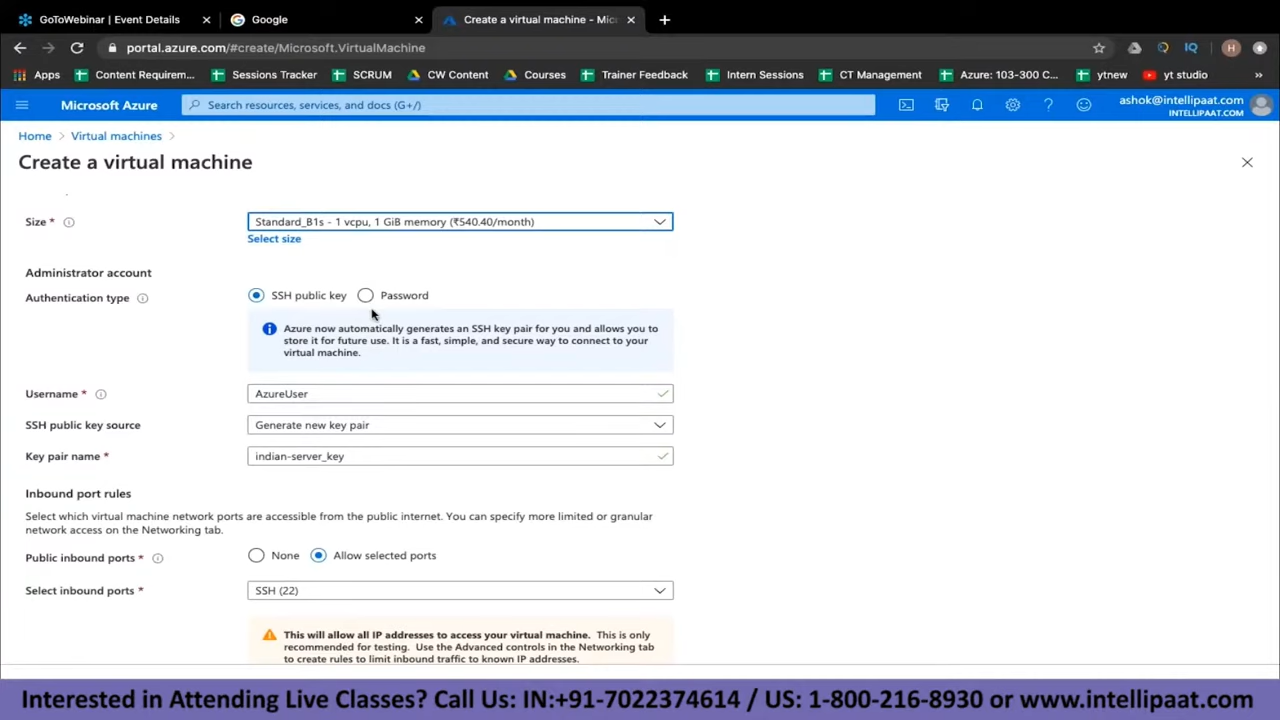 GoToWebinar | Event Details
Google
Create a virtual machine - Mic
portal.azure.com/#create/Microsoft.VirtualMachine
IQ
H
Apps
Content Requirem...
Sessions Tracker
SCRUM
CW Content
Courses
Trainer Feedback
Intern Sessions
CT Management
Azure: 103-300 C...
ytnew
yt studio
»
Microsoft Azure
Search resources, services, and docs (G+/)
ashok@intellipaat.com
INTELLIPAAT.COM
Home > Virtual machines >
Create a virtual machine
Size *
Standard_B1s - 1 vcpu, 1 GiB memory (₹540.40/month)
Select size
Administrator account
Authentication type
SSH public key
Password
Azure now automatically generates an SSH key pair for you and allows you to
store it for future use. It is a fast, simple, and secure way to connect to your
virtual machine.
Username *
AzureUser
SSH public key source
Generate new key pair
Key pair name *
indian-server_key
Inbound port rules
Select which virtual machine network ports are accessible from the public internet. You can specify more limited or granular
network access on the Networking tab.
Public inbound ports *
None
Allow selected ports
Select inbound ports *
SSH (22)
This will allow all IP addresses to access your virtual machine. This is only
recommended for testing. Use the Advanced controls in the Networking tab
to create rules to limit inbound traffic to known IP addresses.
Interested in Attending Live Classes? Call Us: IN:+91-7022374614 / US: 1-800-216-8930 or www.intellipaat.com